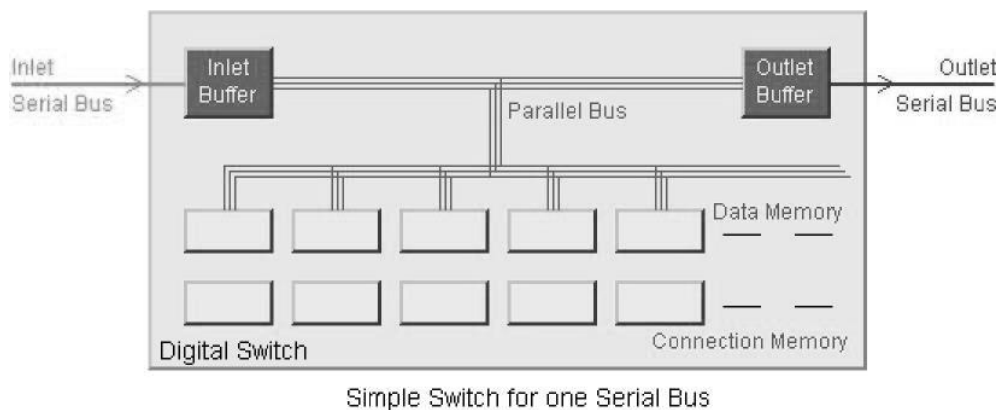 Inlet
Serial Bus
Inlet
Buffer
Parallel Bus
Outlet
Buffer
Outlet
Serial Bus
Data Memory
Connection Memory
Digital Switch
Simple Switch for one Serial Bus